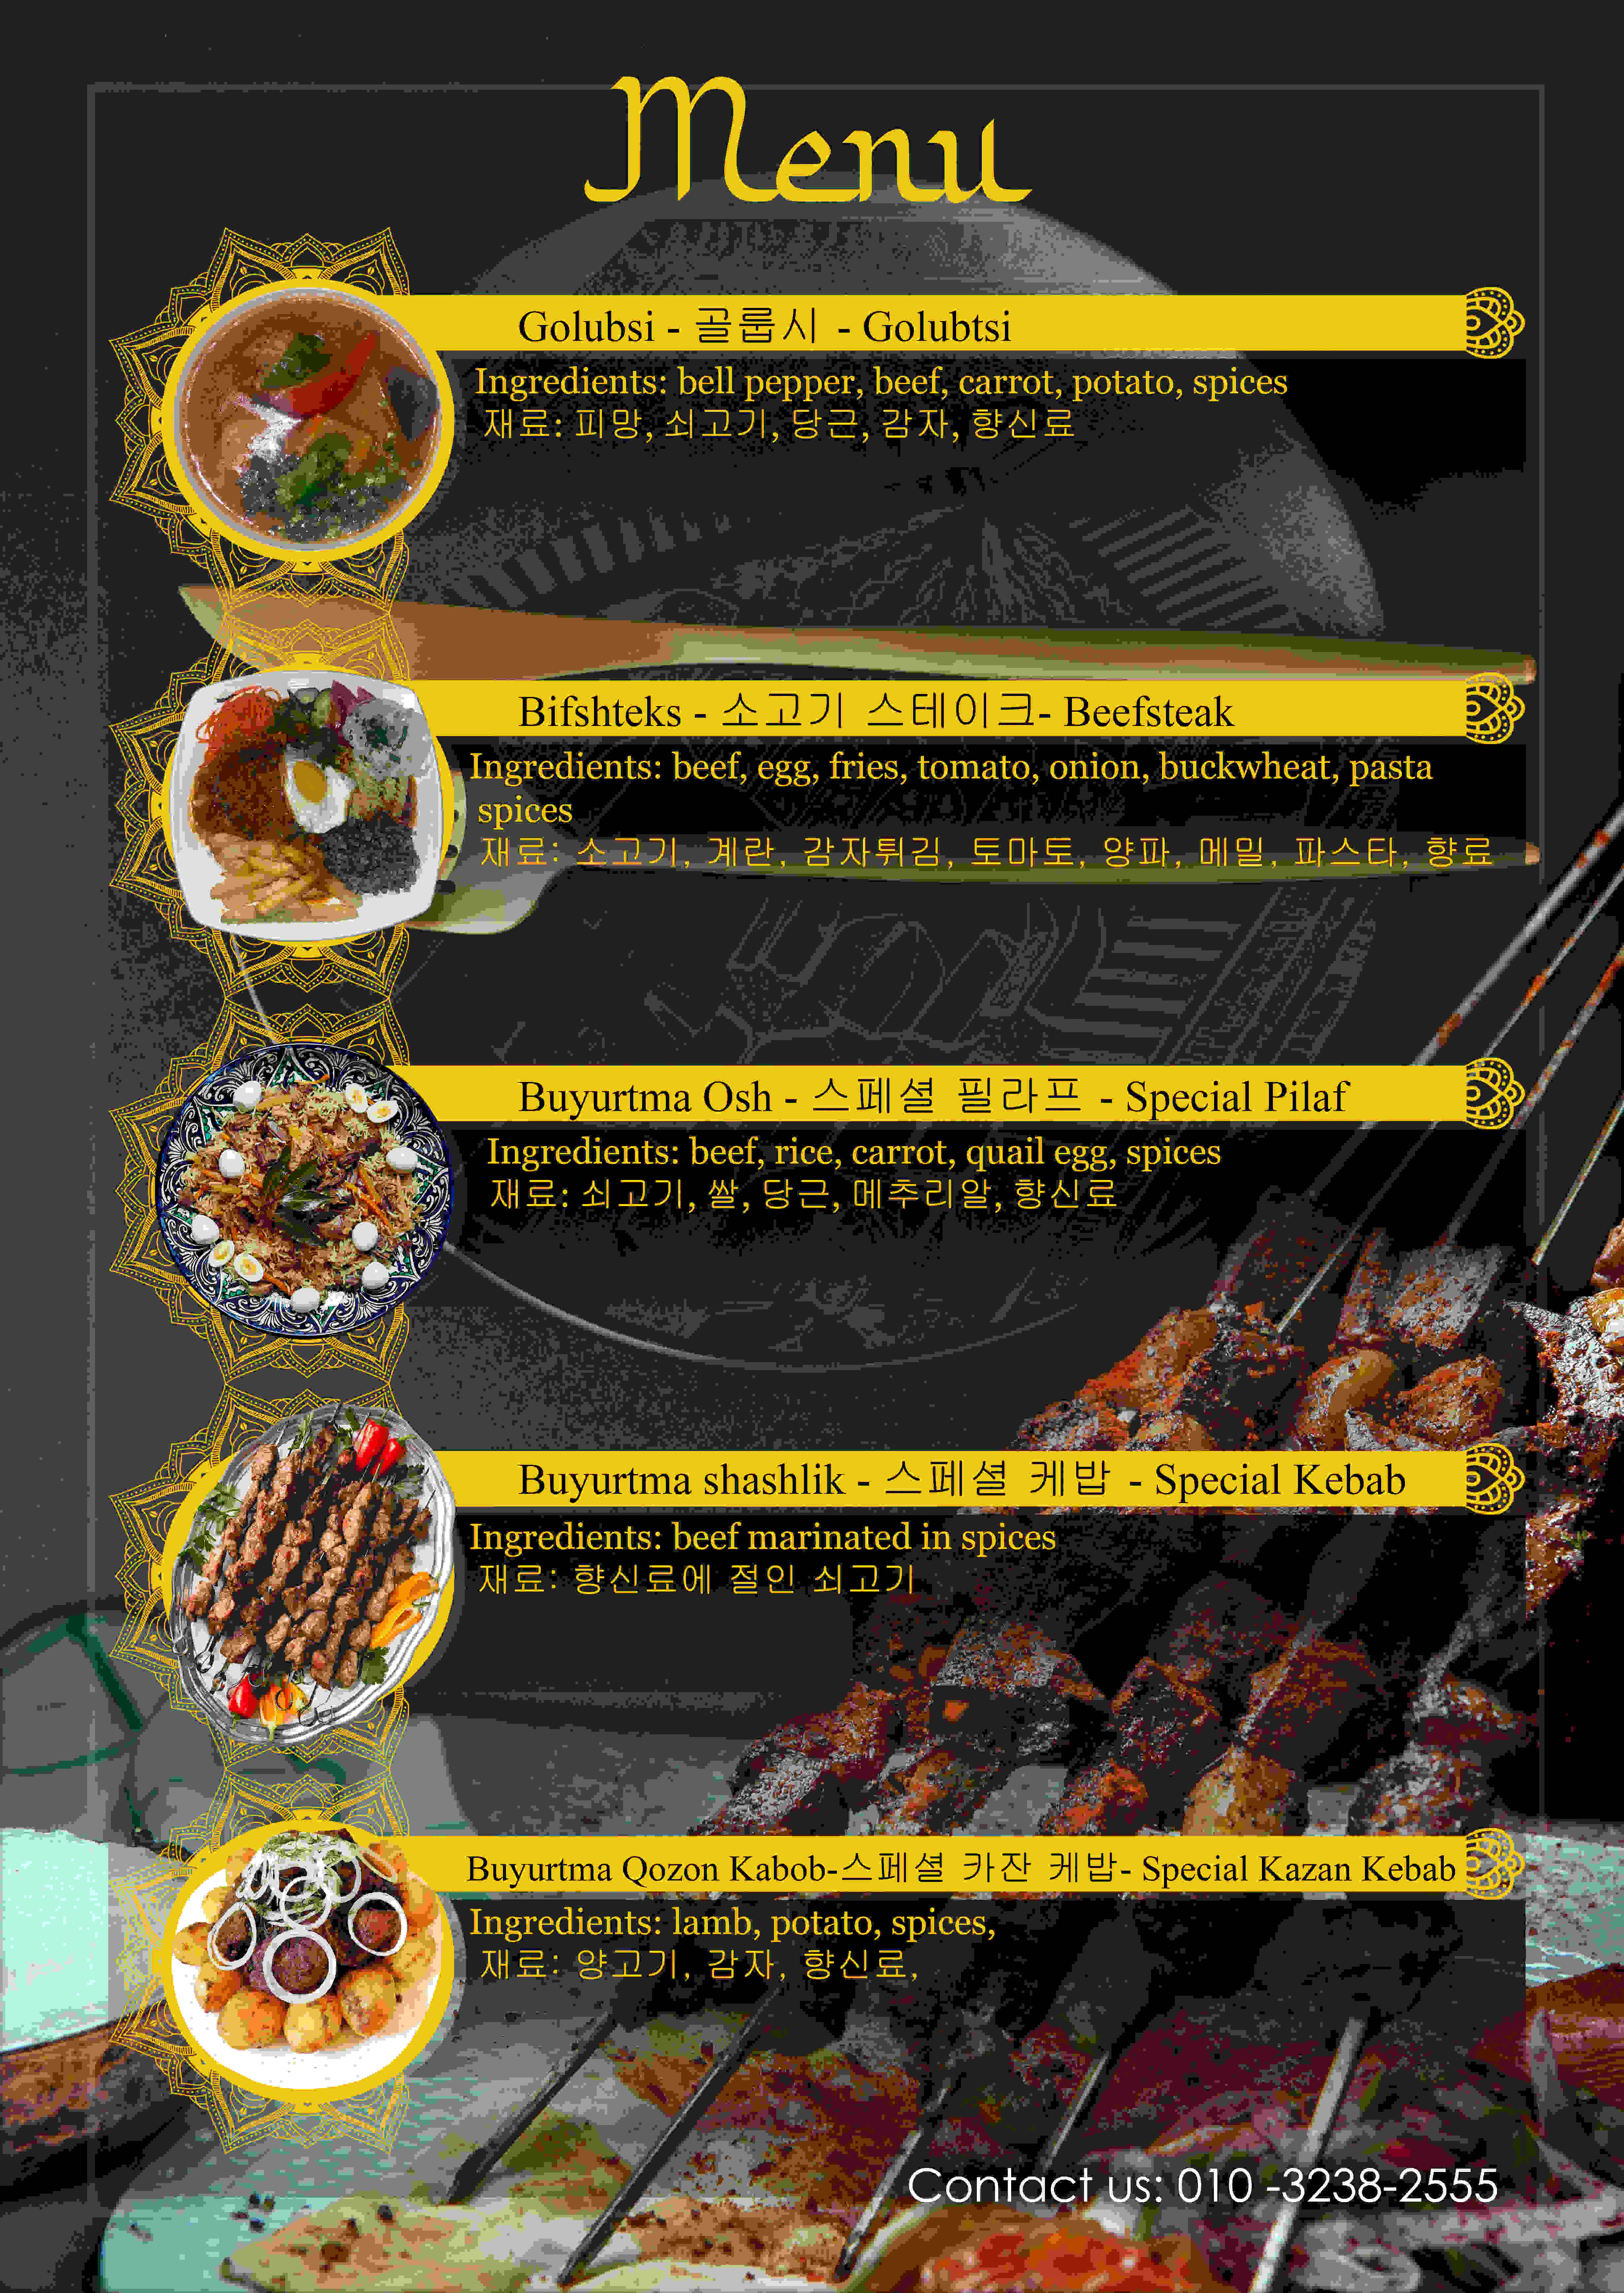 Menu
Golubsi - 골룹시 - Golubtsi
Ingredients: bell pepper, beef, carrot, potato, spices
재료: 피망, 쇠고기, 당근, 감자, 향신료
Bifshteks - 소고기 스테이크- Beefsteak
Ingredients: beef, egg, fries, tomato, onion, buckwheat, pasta
spices
재료: 소고기, 계란, 감자튀김, 토마토, 양파, 메밀, 파스타, 향료
Buyurtma Osh - 스페셜 필라프 - Special Pilaf
Ingredients: beef, rice, carrot, quail egg, spices
재료: 쇠고기, 쌀, 당근, 메추리알, 향신료
Buyurtma shashlik - 스페셜 케밥 - Special Kebab
Ingredients: beef marinated in spices
재료: 향신료에 절인 쇠고기
Buyurtma Qozon Kabob-스페셜 카잔 케밥- Special Kazan Kebab
Ingredients: lamb, potato, spices,
재료: 양고기, 감자, 향신료,
Contact us: 010 -3238-2555